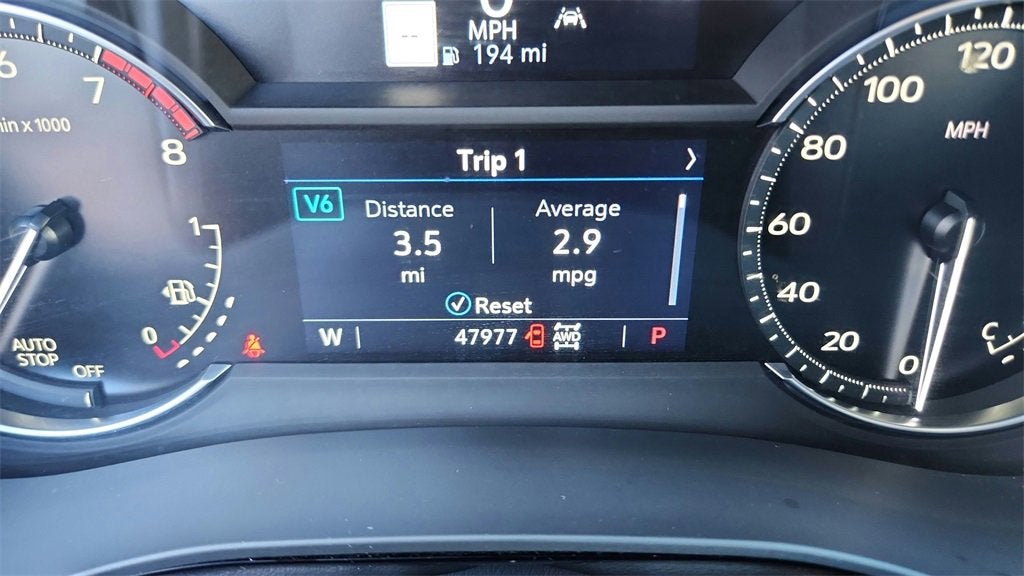 --
MPH
194 mi
6
7
8
min x 1000
1
0
AUTO
STOP
OFF
Trip 1 ❯
V6 Distance Average
3.5 2.9
mi mpg
Reset
W 47977 AWD P
120
100
MPH
80
60
40
20
0
C